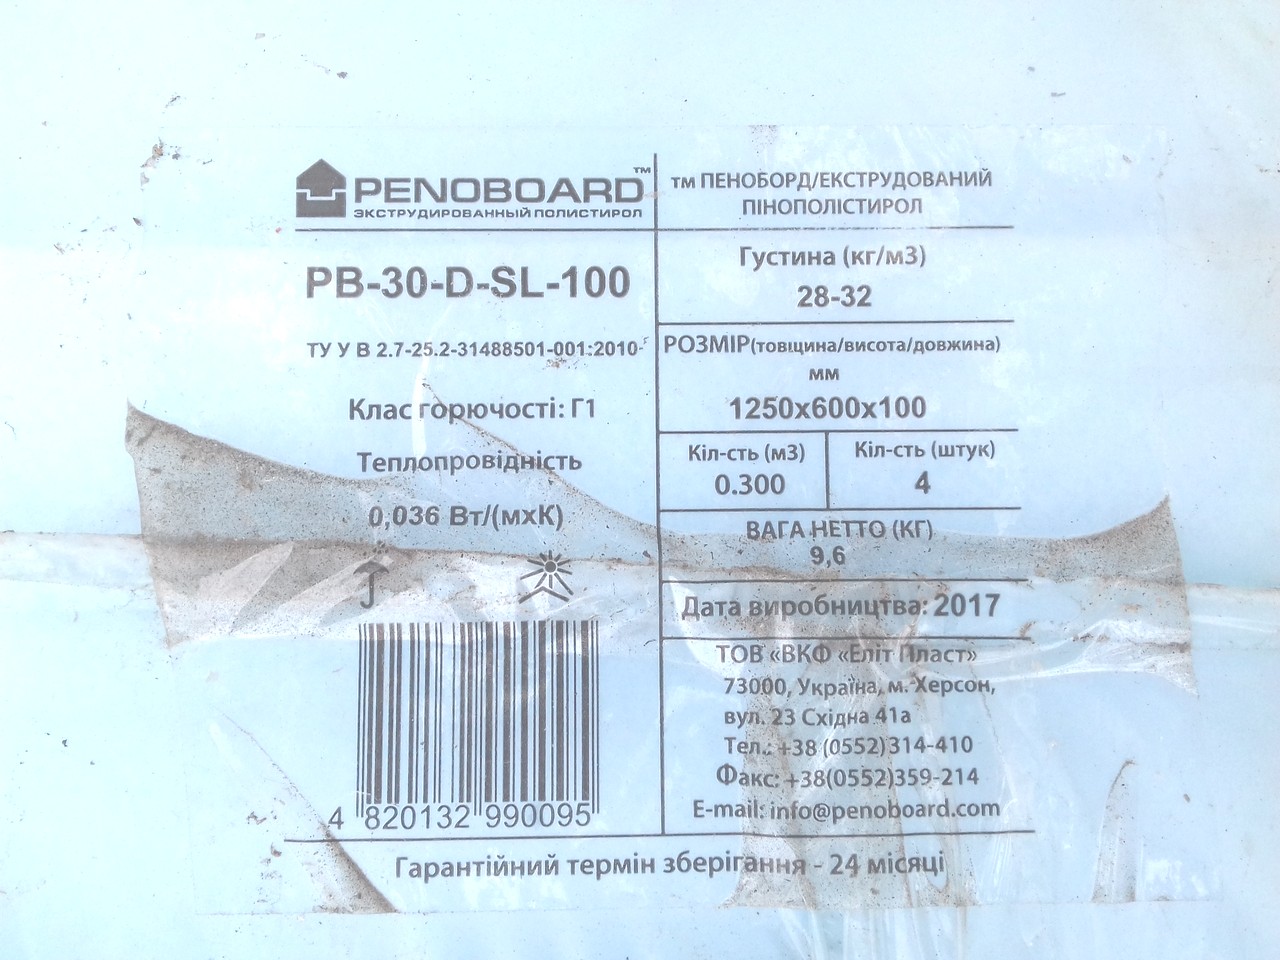 PENOBOARD™
ЭКСТРУДИРОВАННЫЙ ПОЛИСТИРОЛ
PB-30-D-SL-100
ТУ У В 2.7-25.2-31488501-001:2010-
Клас горючості: Г1
Теплопровідність
0,036 Вт/(мхК)
4 820132 990095
тм ПЕНОБОРД/ЕКСТРУДОВАНИЙ
ПІНОПОЛІСТИРОЛ
Густина (кг/м3)
28-32
РОЗМІР(товщина/висота/довжина)
мм
1250х600х100
Кіл-сть (м3)
0.300
Кіл-сть (штук)
4
ВАГА НЕТТО (КГ)
9,6
Дата виробництва: 2017
ТОВ «ВКФ «Еліт Пласт»
73000, Україна, м. Херсон,
вул. 23 Східна 41а
Тел.: +38 (0552)314-410
Факс: +38(0552)359-214
E-mail: info@penoboard.com
Гарантійний термін зберігання - 24 місяці